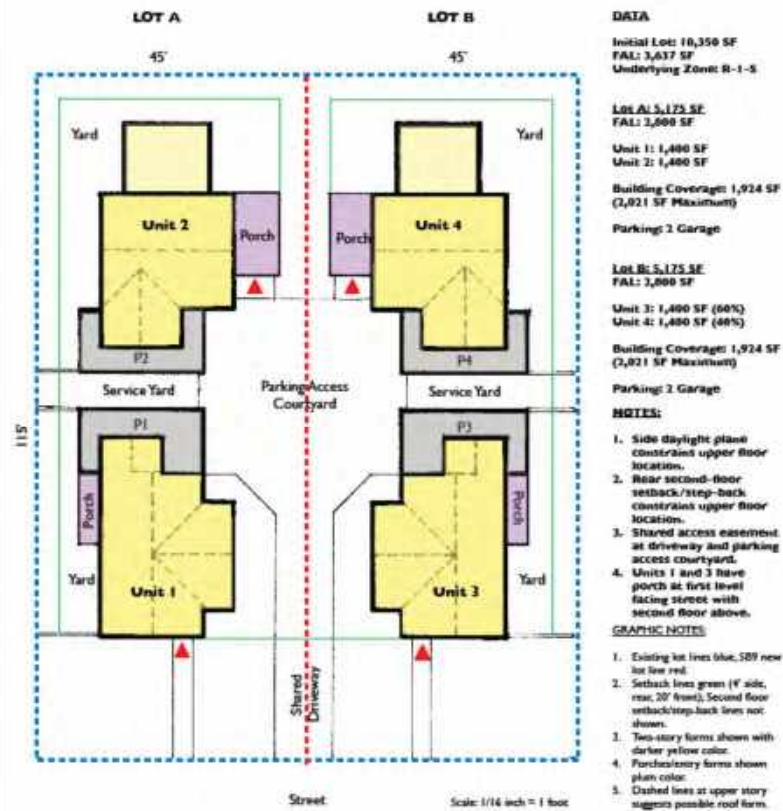 LOT A
LOT B
45'
45'
115'
Yard
Yard
Unit 2
Unit 4
Porch
Porch
P2
P4
Service Yard
Parking Access
Courtyard
Service Yard
P1
P3
Porch
Porch
Yard
Yard
Unit 1
Unit 3
Shared
Driveway
Street
Scale: 1/16 inch = 1 foot
DATA
Initial Lot: 10,350 SF
FAL: 3,637 SF
Underlying Zone: R-1-S
Lot A: 5,175 SF
FAL: 2,800 SF
Unit 1: 1,400 SF
Unit 2: 1,400 SF
Building Coverage: 1,924 SF
(2,021 SF Maximum)
Parking: 2 Garage
Lot B: 5,175 SF
FAL: 2,800 SF
Unit 3: 1,400 SF (60%)
Unit 4: 1,400 SF (40%)
Building Coverage: 1,924 SF
(2,021 SF Maximum)
Parking: 2 Garage
NOTES:
1. Side daylight plane
constrains upper floor
location.
2. Rear second-floor
setback/step-back
constrains upper floor
location.
3. Shared access easement
at driveway and parking
access courtyard.
4. Units 1 and 3 have
porch at first level
facing street with
second floor above.
GRAPHIC NOTES:
1. Existing lot lines blue, SB9 new
lot line red.
2. Setback lines green (4' side,
rear, 20' front), Second floor
setback/step-back lines not
shown.
3. Two-story forms shown with
darker yellow color.
4. Porches/entry forms shown
plum color.
5. Dashed lines at upper story
suggests possible roof form